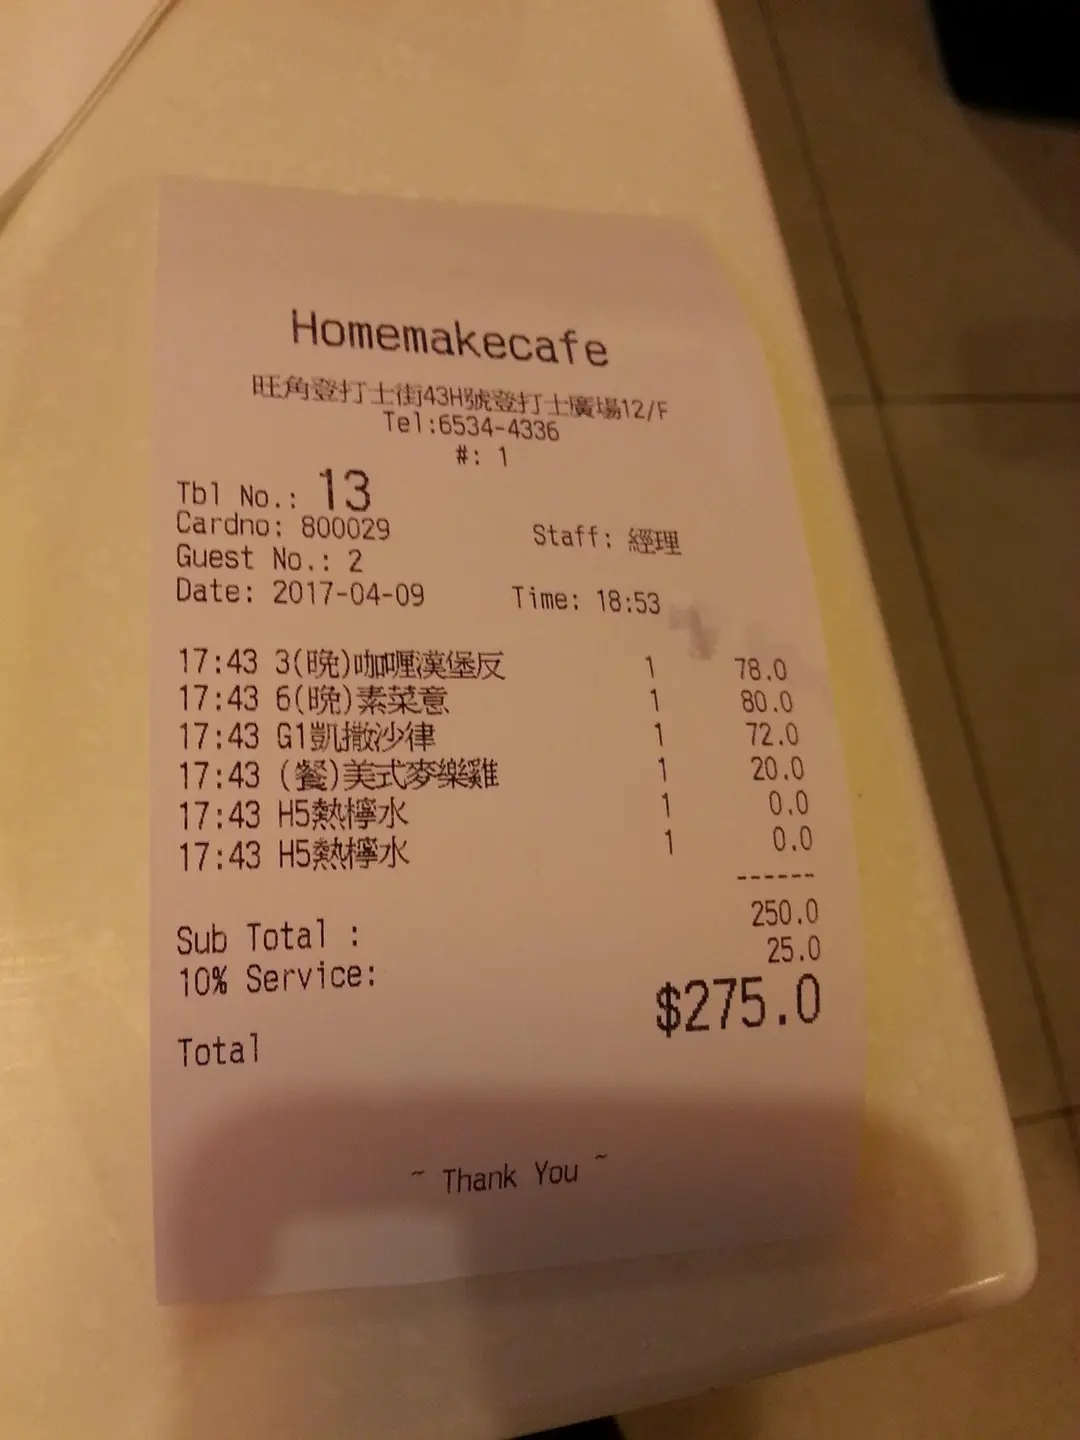 Homemakecafe
旺角登打士街43H號登打士廣場12/F
Tel:6534-4336
#: 1
Tbl No.: 13
Cardno: 800029 Staff: 經理
Guest No.: 2
Date: 2017-04-09 Time: 18:53
17:43 3(晚)咖喱漢堡反 1 78.0
17:43 6(晚)素菜意 1 80.0
17:43 G1凱撒沙律 1 72.0
17:43 (餐)美式麥樂雞 1 20.0
17:43 H5熱檸水 1 0.0
17:43 H5熱檸水 1 0.0
------
Sub Total : 250.0
10% Service: 25.0
Total $275.0
~ Thank You ~